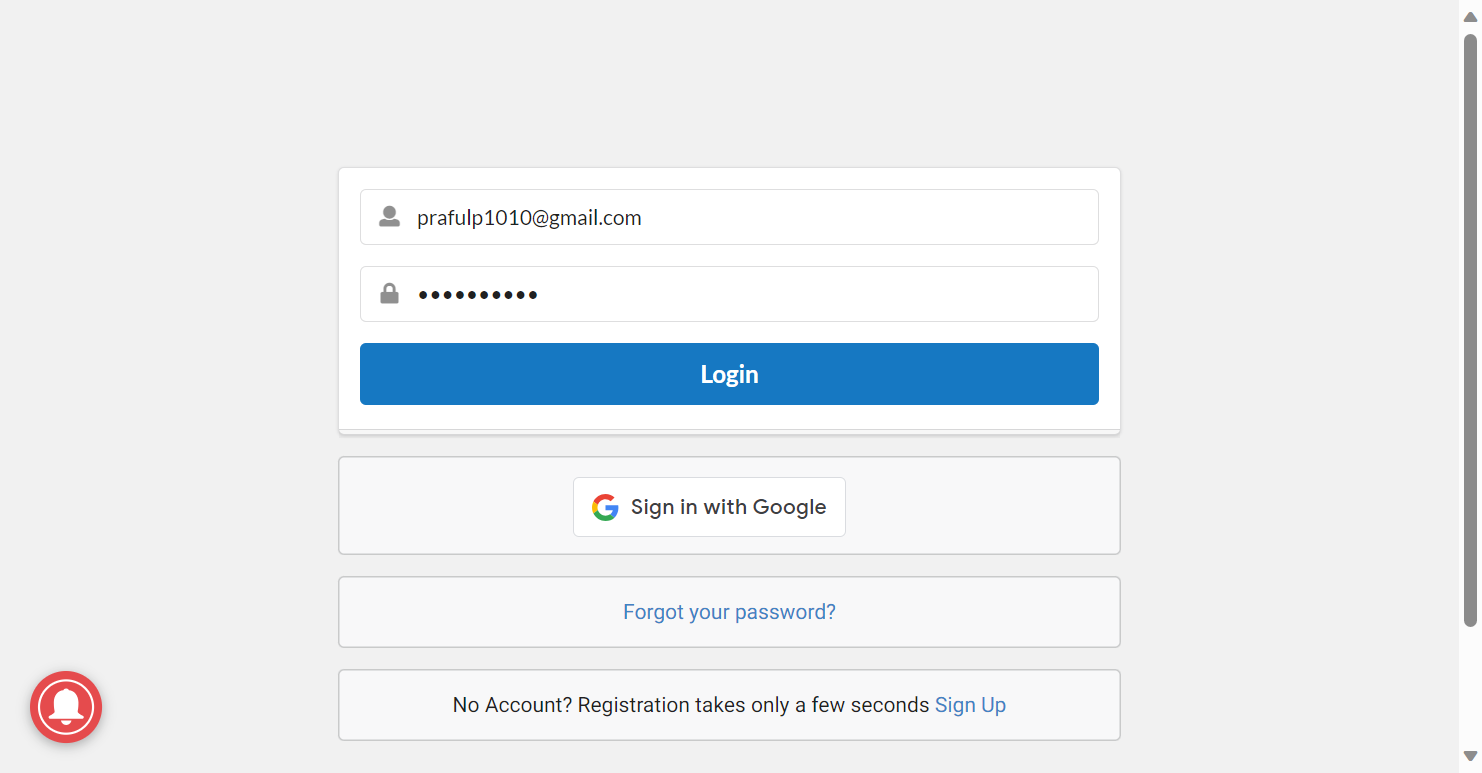 prafulp1010@gmail.com
••••••••••
Login
Sign in with Google
Forgot your password?
No Account? Registration takes only a few seconds Sign Up